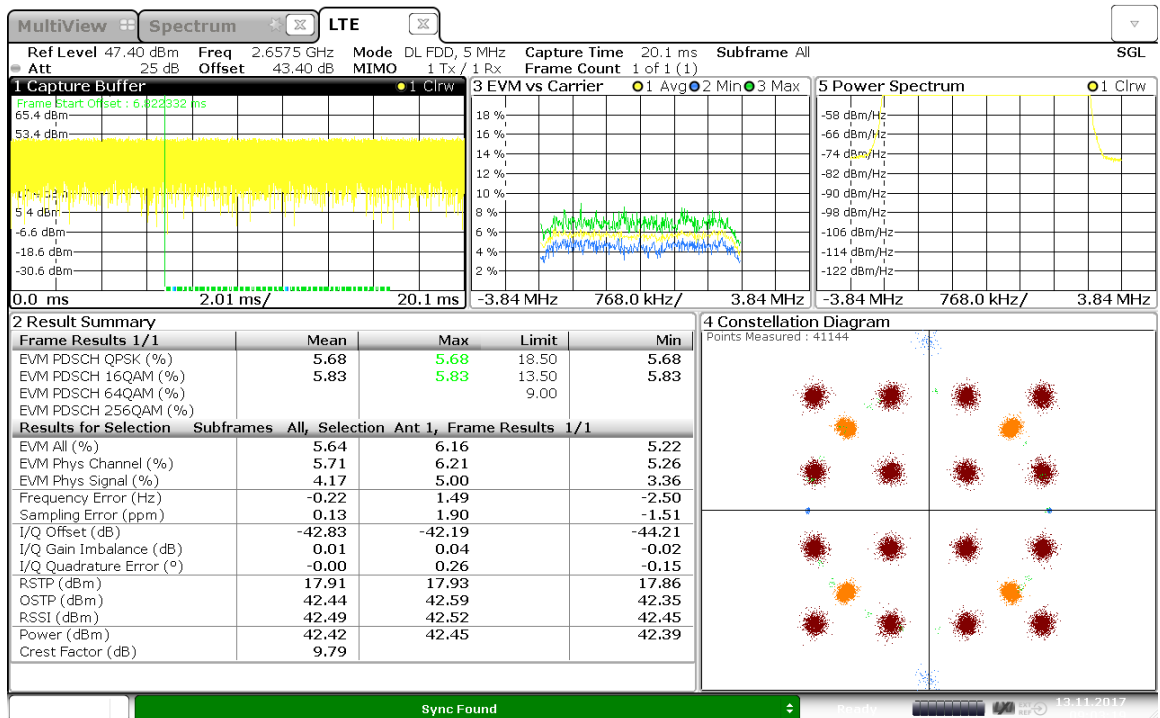 MultiView
Spectrum
LTE
Ref Level 47.40 dBm Freq 2.6575 GHz Mode DL FDD, 5 MHz Capture Time 20.1 ms Subframe All SGL
Att 25 dB Offset 43.40 dB MIMO 1 Tx / 1 Rx Frame Count 1 of 1 (1)
1 Capture Buffer 1 Clrw
Frame Start Offset : 6.822332 ms
65.4 dBm
53.4 dBm
5.4 dBm
-6.6 dBm
-18.6 dBm
-30.6 dBm
0.0 ms 2.01 ms/ 20.1 ms
3 EVM vs Carrier 1 Avg 2 Min 3 Max
18 %
16 %
14 %
12 %
10 %
8 %
6 %
4 %
2 %
-3.84 MHz 768.0 kHz/ 3.84 MHz
5 Power Spectrum 1 Clrw
-58 dBm/Hz
-66 dBm/Hz
-74 dBm/Hz
-82 dBm/Hz
-90 dBm/Hz
-98 dBm/Hz
-106 dBm/Hz
-114 dBm/Hz
-122 dBm/Hz
-3.84 MHz 768.0 kHz/ 3.84 MHz
2 Result Summary
Frame Results 1/1 Mean Max Limit Min
EVM PDSCH QPSK (%) 5.68 5.68 18.50 5.68
EVM PDSCH 16QAM (%) 5.83 5.83 13.50 5.83
EVM PDSCH 64QAM (%) 9.00
EVM PDSCH 256QAM (%)
Results for Selection Subframes All, Selection Ant 1, Frame Results 1/1
EVM All (%) 5.64 6.16 5.22
EVM Phys Channel (%) 5.71 6.21 5.26
EVM Phys Signal (%) 4.17 5.00 3.36
Frequency Error (Hz) -0.22 1.49 -2.50
Sampling Error (ppm) 0.13 1.90 -1.51
I/Q Offset (dB) -42.83 -42.19 -44.21
I/Q Gain Imbalance (dB) 0.01 0.04 -0.02
I/Q Quadrature Error (º) -0.00 0.26 -0.15
RSTP (dBm) 17.91 17.93 17.86
OSTP (dBm) 42.44 42.59 42.35
RSSI (dBm) 42.49 42.52 42.45
Power (dBm) 42.42 42.45 42.39
Crest Factor (dB) 9.79
4 Constellation Diagram
Points Measured : 41144
Sync Found
Ready
LXI
EXT
REF
13.11.2017